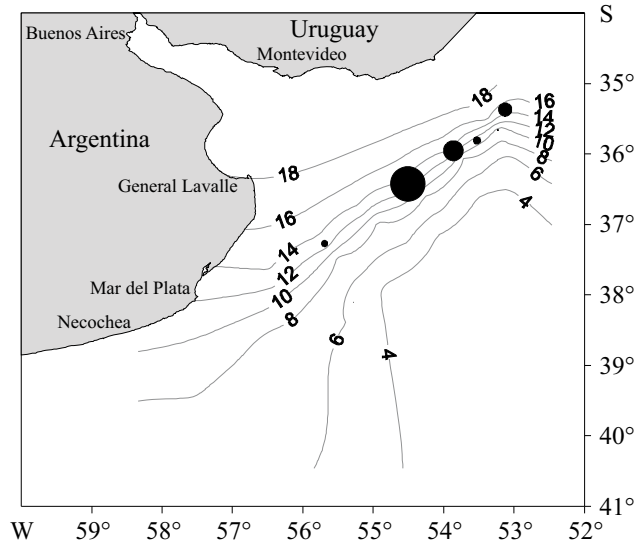 S
Uruguay
Buenos Aires
Montevideo
35°
18
16
14
12
10
8
6
4
Argentina
36°
18
General Lavalle
16
37°
14
12
Mar del Plata
10
38°
8
Necochea
6
4
39°
40°
41°
W 59° 58° 57° 56° 55° 54° 53° 52°